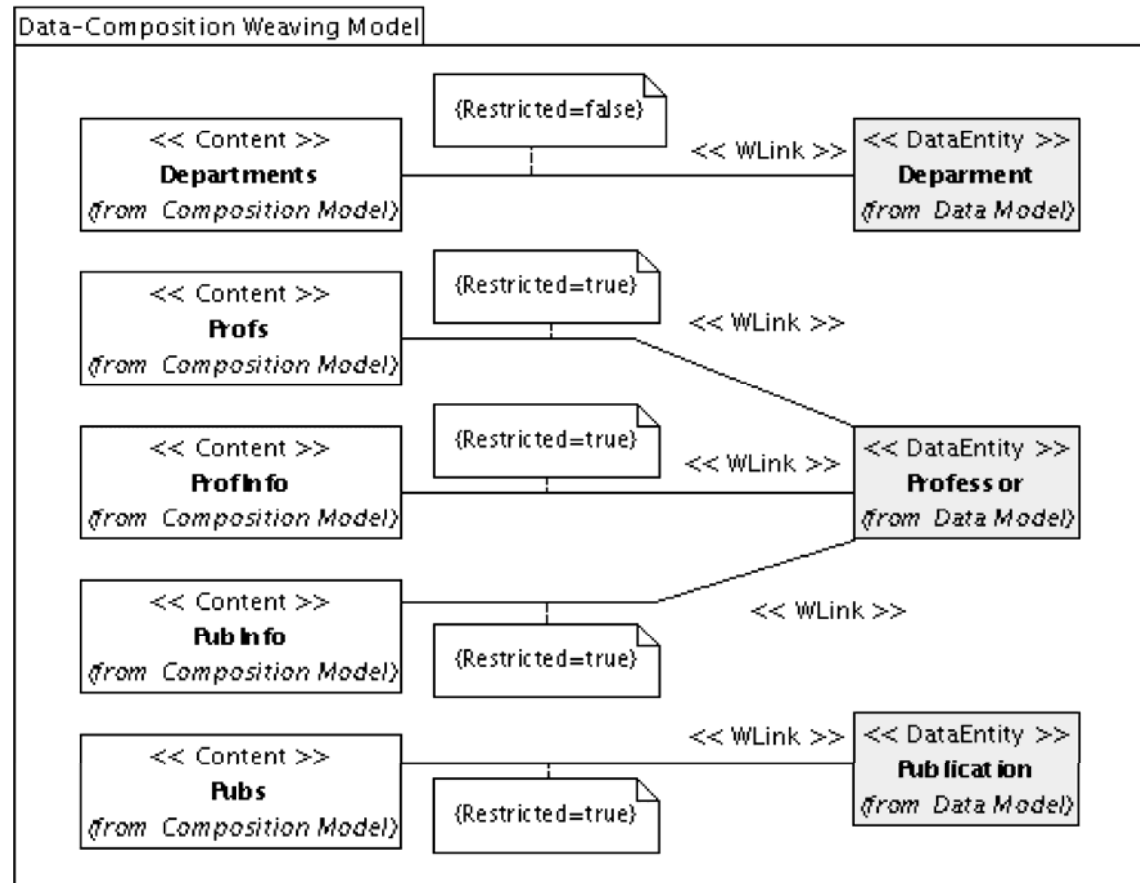 Data-Composition Weaving Model
{Restricted=false}
<< Content >>
Departments
(from Composition Model)
<< WLink >>
<< DataEntity >>
Deparment
(from Data Model)
<< Content >>
Profs
(from Composition Model)
{Restricted=true}
<< WLink >>
<< Content >>
ProfInfo
(from Composition Model)
{Restricted=true}
<< WLink >>
<< DataEntity >>
Professor
(from Data Model)
<< Content >>
PubInfo
(from Composition Model)
{Restricted=true}
<< WLink >>
<< Content >>
Pubs
(from Composition Model)
{Restricted=true}
<< WLink >>
<< DataEntity >>
Publication
(from Data Model)